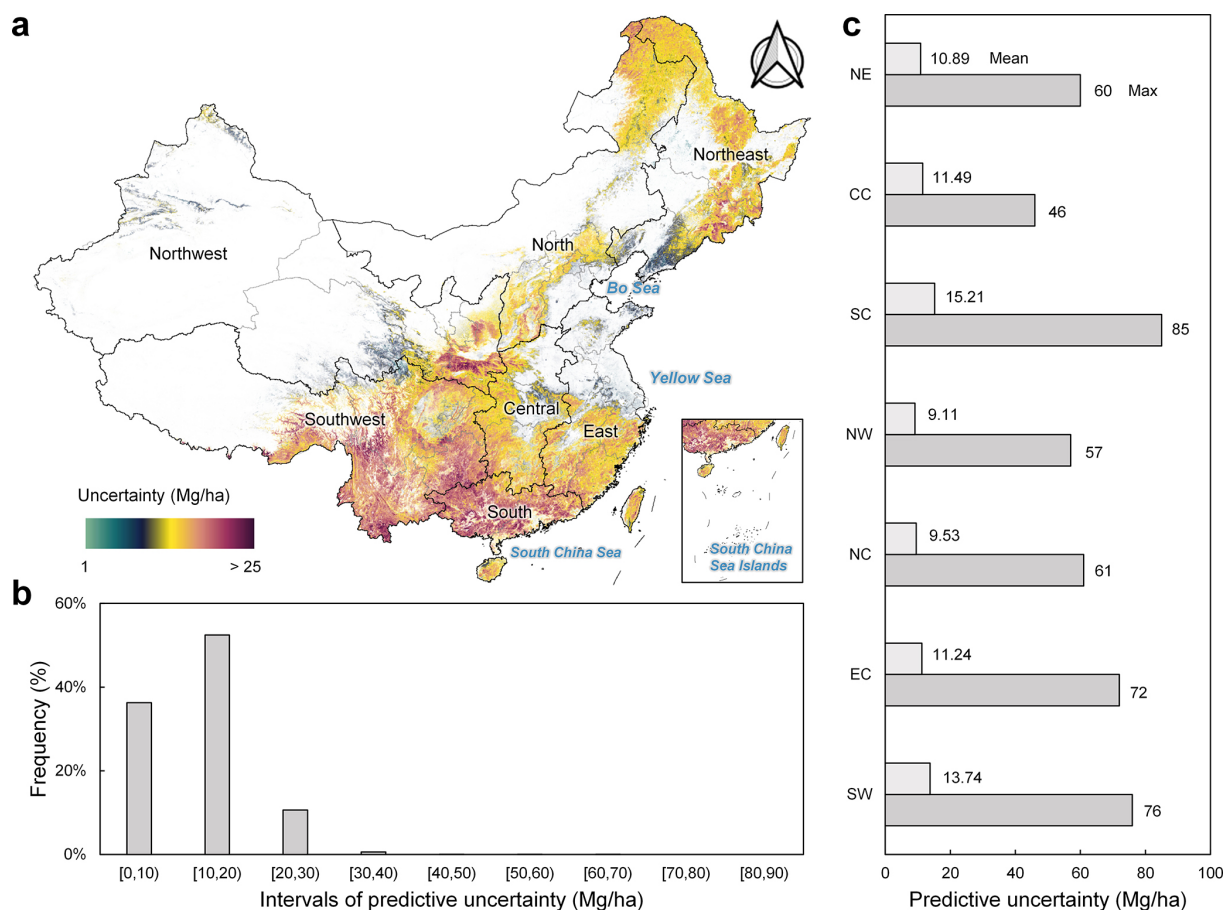 a
Northwest
Northeast
North
Bo Sea
Yellow Sea
Southwest
Central
East
South
South China Sea
South China
Sea Islands
Uncertainty (Mg/ha)
1
> 25
b
60%
40%
20%
0%
Frequency (%)
[0,10)
[10,20)
[20,30)
[30,40)
[40,50)
[50,60)
[60,70)
[70,80)
[80,90)
Intervals of predictive uncertainty (Mg/ha)
c
NE
10.89 Mean
60 Max
CC
11.49
46
SC
15.21
85
NW
9.11
57
NC
9.53
61
EC
11.24
72
SW
13.74
76
0
20
40
60
80
100
Predictive uncertainty (Mg/ha)